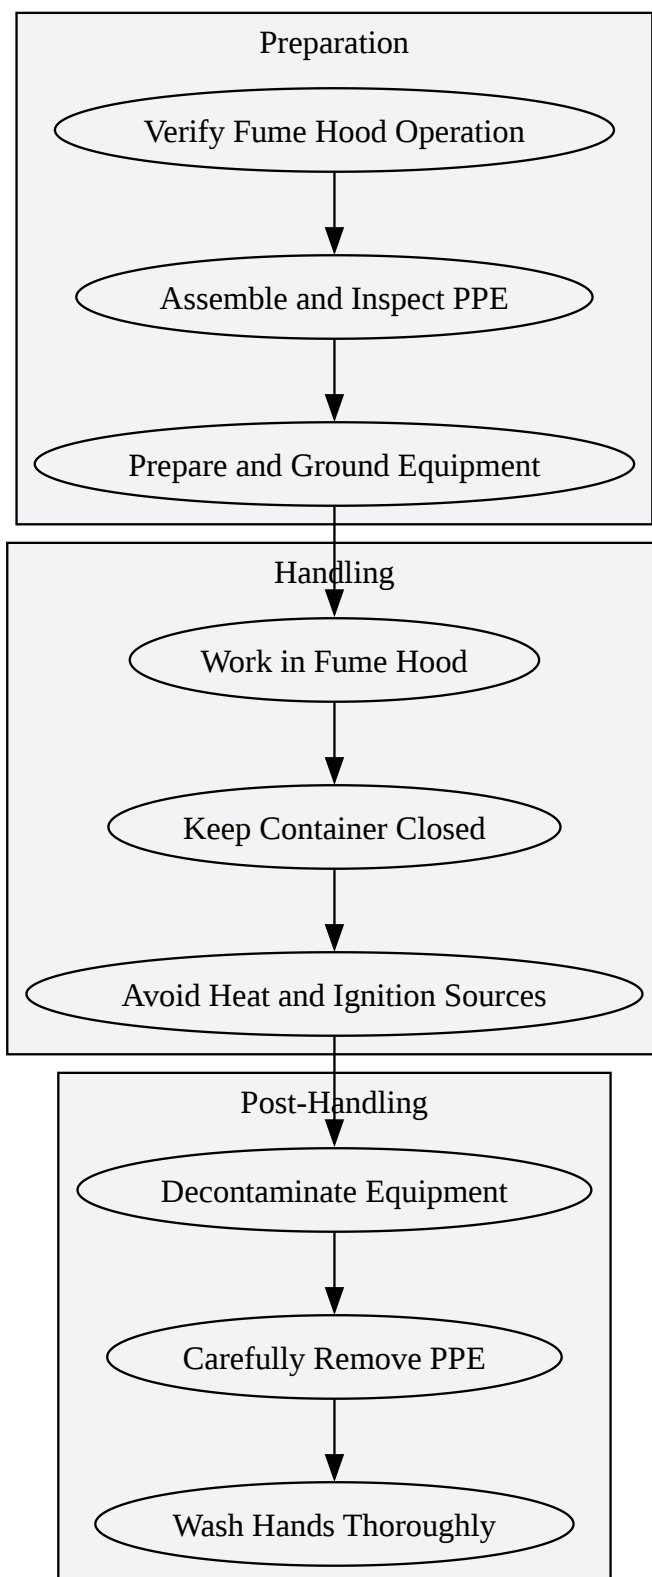 Preparation
Verify Fume Hood Operation
Assemble and Inspect PPE
Prepare and Ground Equipment
Handling
Work in Fume Hood
Keep Container Closed
Avoid Heat and Ignition Sources
Post-Handling
Decontaminate Equipment
Carefully Remove PPE
Wash Hands Thoroughly